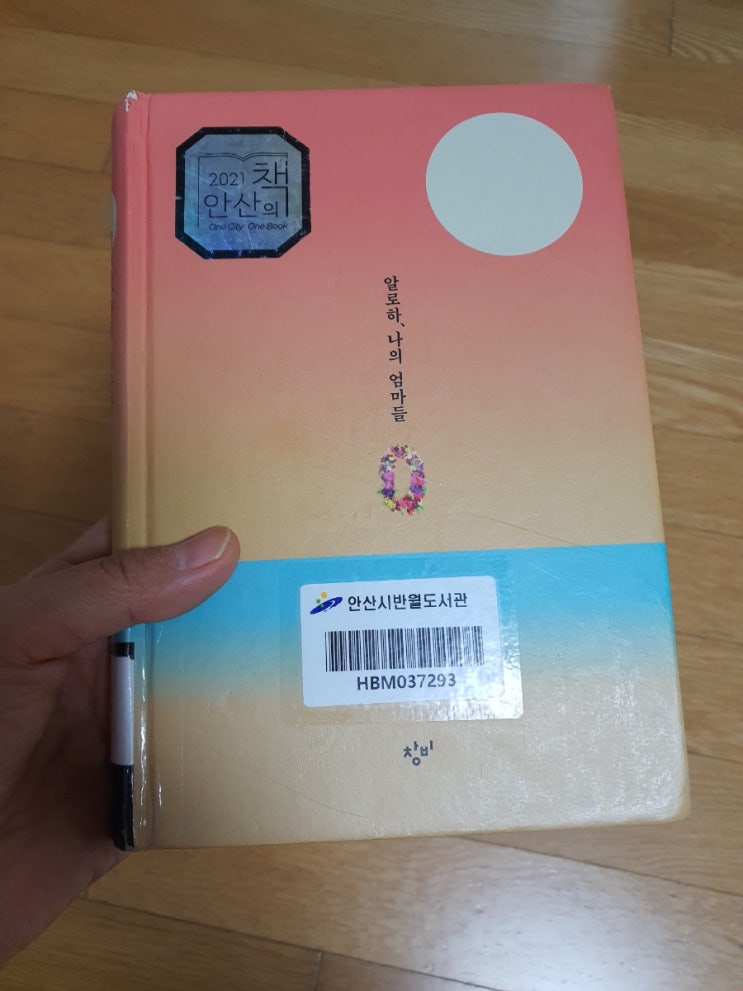 2021 책
안산의
One City One Book
알로하, 나의 엄마들
안산시반월도서관
HBM037293
창비